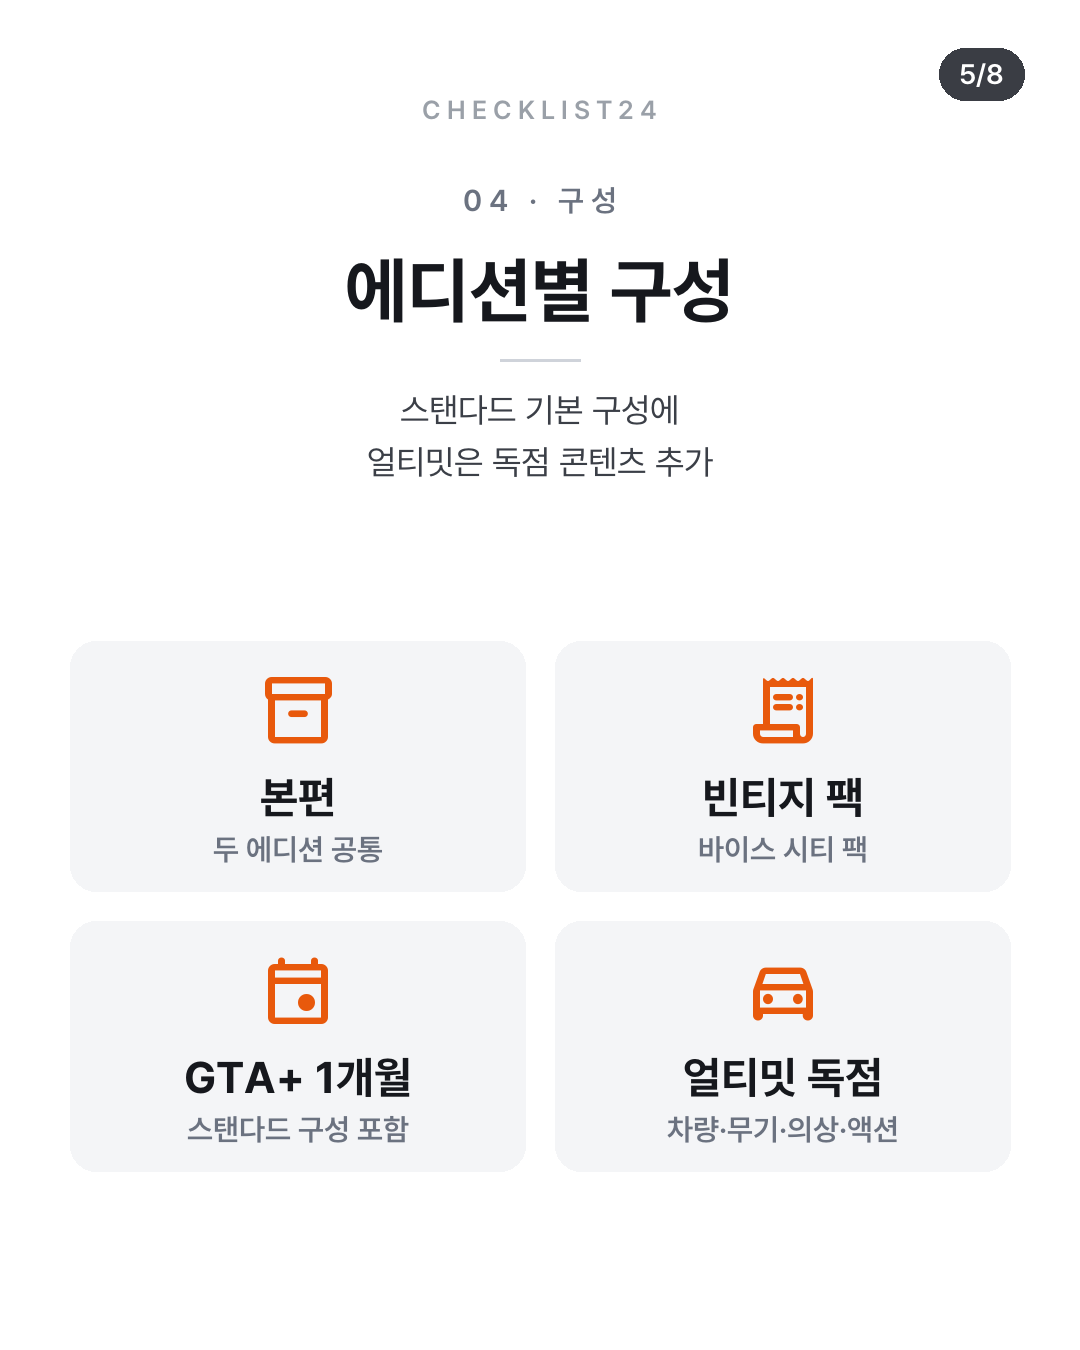 5/8
CHECKLIST24
04 · 구성
에디션별 구성
스탠다드 기본 구성에
얼티밋은 독점 콘텐츠 추가
본편
두 에디션 공통
빈티지 팩
바이스 시티 팩
GTA+ 1개월
스탠다드 구성 포함
얼티밋 독점
차량·무기·의상·액션